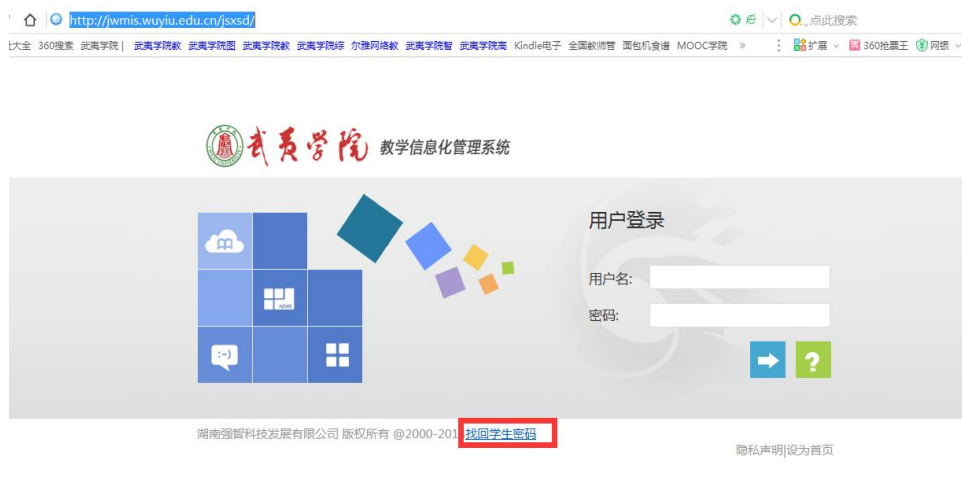 http://jwmis.wuyiu.edu.cn/jsxsd/
点此搜索
大全 360搜索 武夷学院| 武夷学院教 武夷学院图 武夷学院教 武夷学院综 尔雅网络教 武夷学院智 武夷学院高 Kindle电子 全国教师管 面包机食谱 MOOC学院 » 扩展 360抢票王 网银
武夷学院 教学信息化管理系统
用户登录
用户名:
NEWS
密码:
:-)
?
湖南强智科技发展有限公司 版权所有 @2000-201 找回学生密码
隐私声明|设为首页